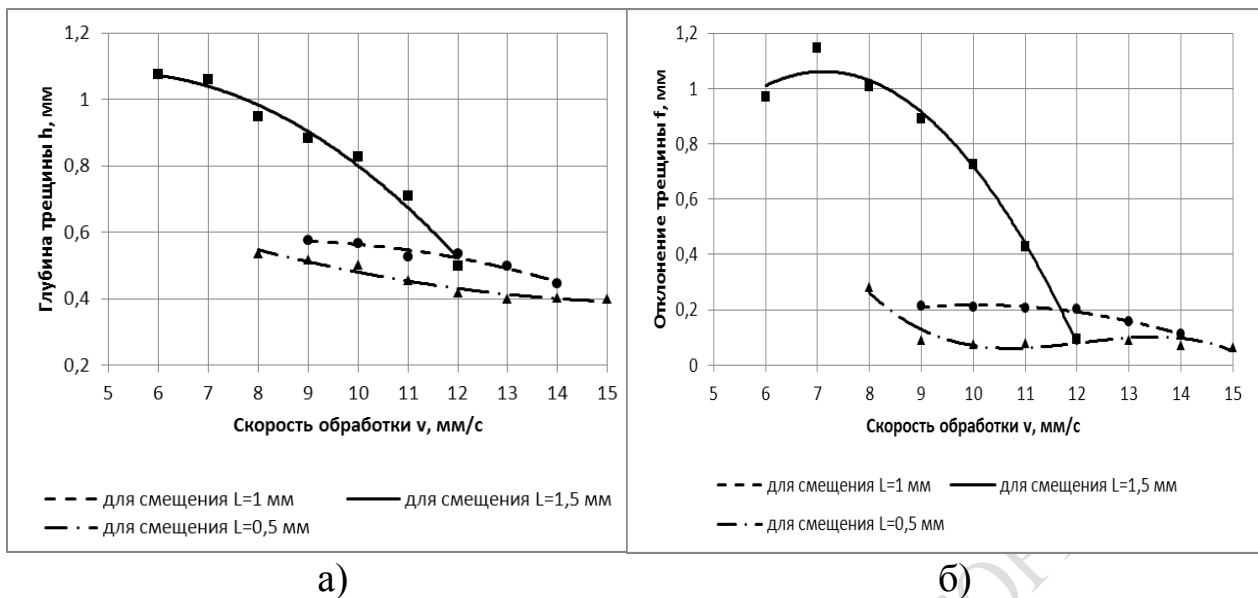 1,2
1
0,8
0,6
0,4
0,2
Глубина трещины h, мм
5 6 7 8 9 10 11 12 13 14 15
Скорость обработки v, мм/с
для смещения L=1 мм
для смещения L=1,5 мм
для смещения L=0,5 мм
а)
1,2
1
0,8
0,6
0,4
0,2
0
Отклонение трещины f, мм
5 6 7 8 9 10 11 12 13 14 15
Скорость обработки v, мм/с
для смещения L=1 мм
для смещения L=1,5 мм
для смещения L=0,5 мм
б)